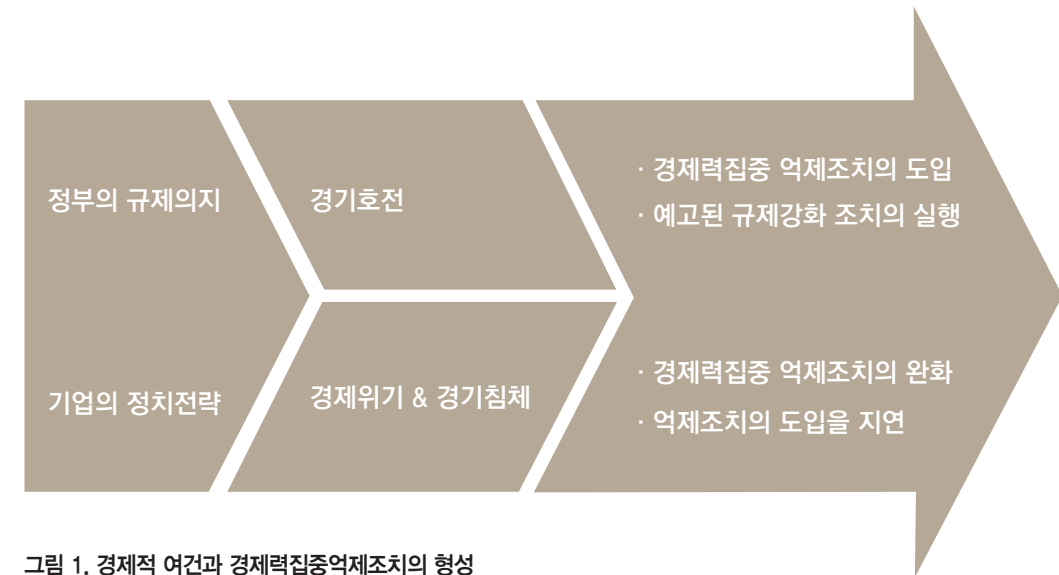 정부의 규제의지
기업의 정치전략
경기호전
경제위기 & 경기침체
· 경제력집중 억제조치의 도입
· 예고된 규제강화 조치의 실행
· 경제력집중 억제조치의 완화
· 억제조치의 도입을 지연
그림 1. 경제적 여건과 경제력집중억제조치의 형성